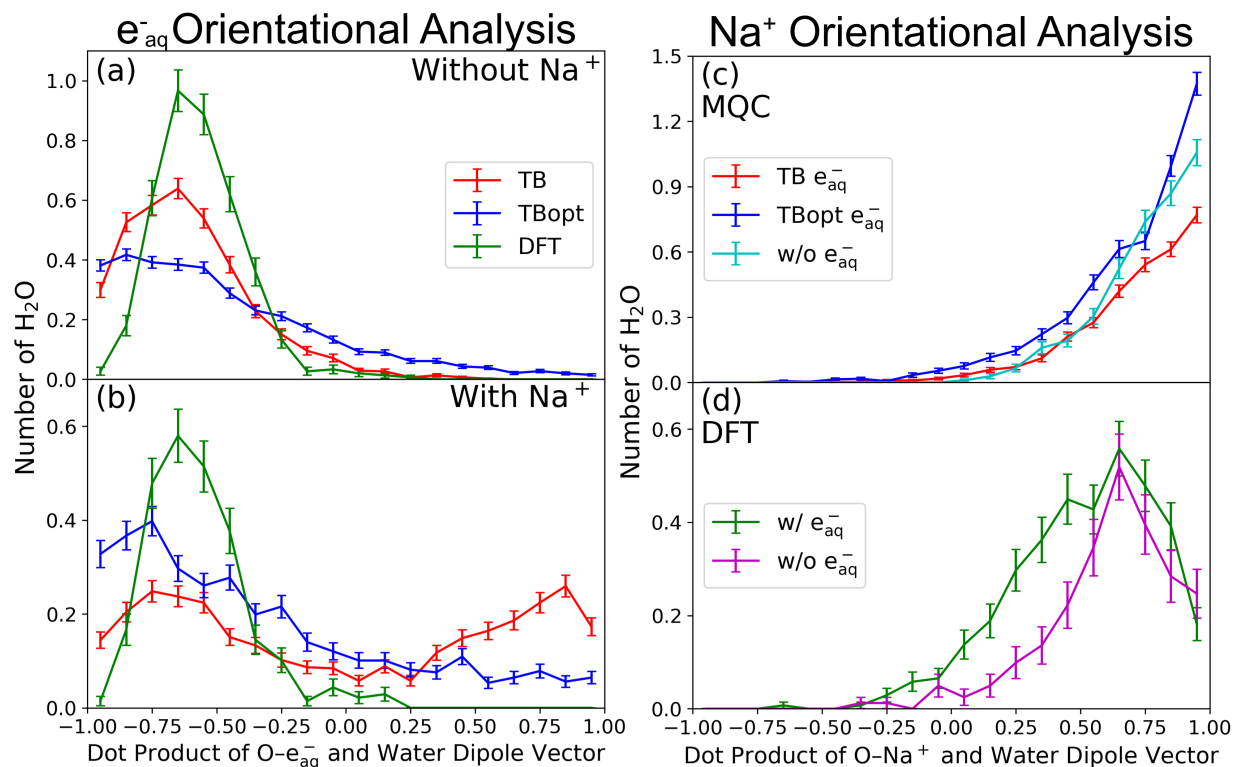 e⁻aq Orientational Analysis
(a)
Without Na⁺
1.0
0.8
0.6
0.4
0.2
0.0
TB
TBopt
DFT
(b)
With Na⁺
0.6
0.4
0.2
0.0
Number of H₂O
−1.00 −0.75 −0.50 −0.25 0.00 0.25 0.50 0.75 1.00
Dot Product of O–e⁻aq and Water Dipole Vector
Na⁺ Orientational Analysis
(c)
MQC
1.5
1.2
0.9
0.6
0.3
0.0
TB e⁻aq
TBopt e⁻aq
w/o e⁻aq
(d)
DFT
0.6
0.4
0.2
0.0
w/ e⁻aq
w/o e⁻aq
Number of H₂O
−1.00 −0.75 −0.50 −0.25 0.00 0.25 0.50 0.75 1.00
Dot Product of O–Na⁺ and Water Dipole Vector